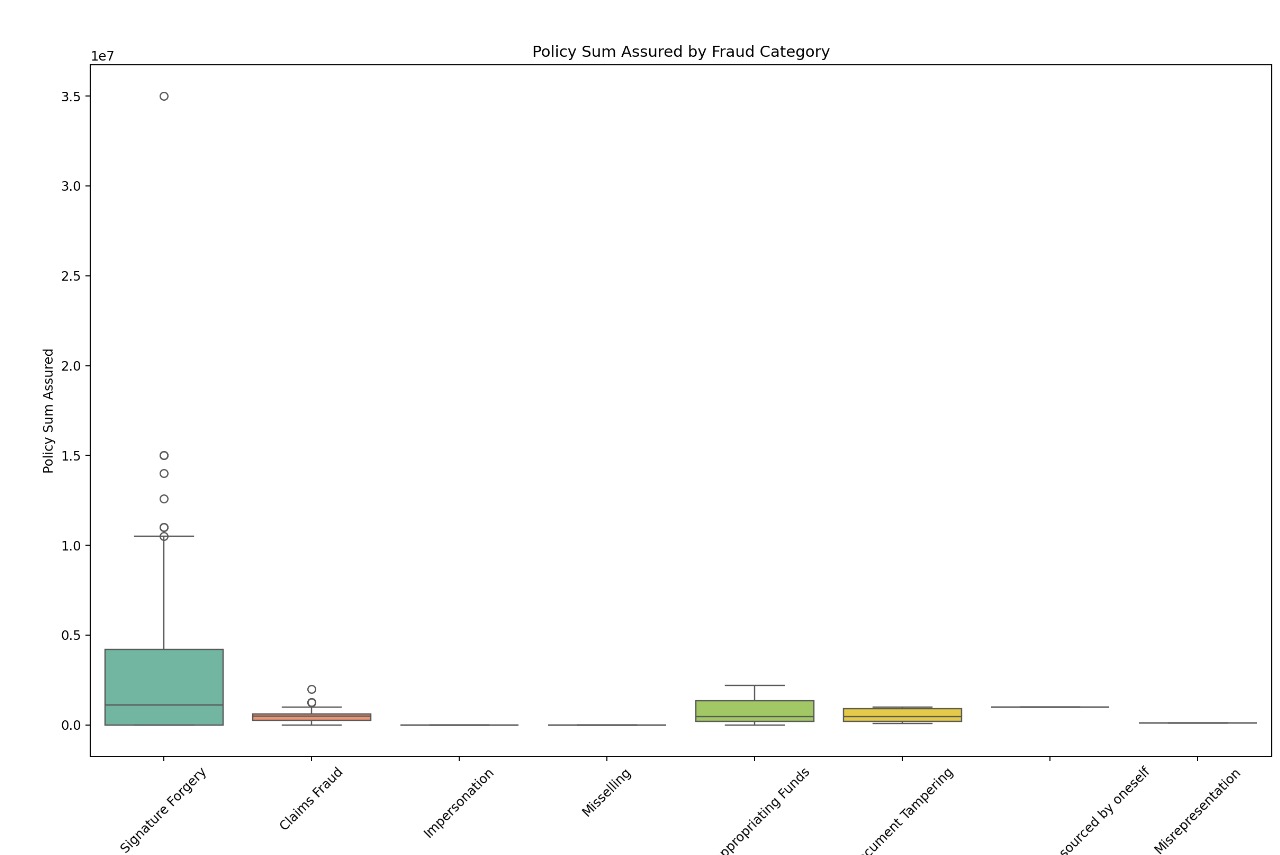 Policy Sum Assured by Fraud Category
1e7
3.5
3.0
2.5
2.0
1.5
1.0
0.5
0.0
Policy Sum Assured
Signature Forgery
Claims Fraud
Impersonation
Misselling
ppropriating Funds
cument Tampering
sourced by oneself
Misrepresentation